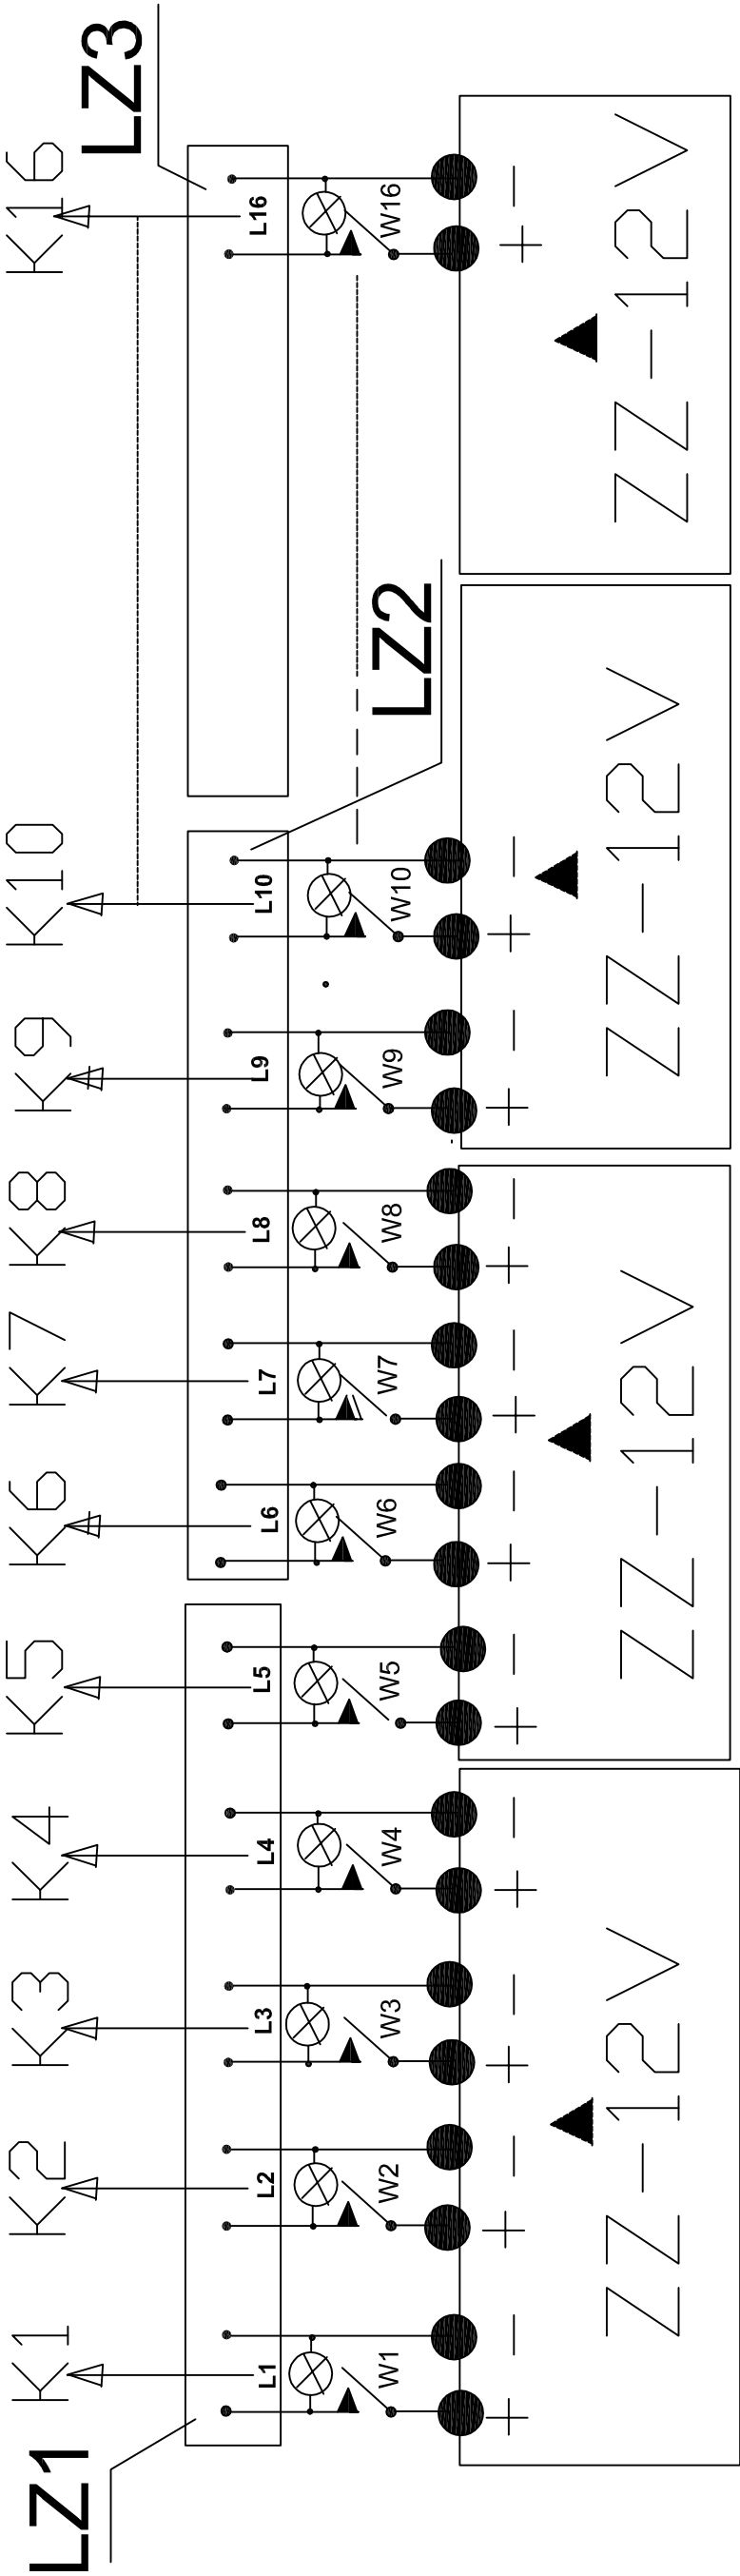 K1 K2 K3 K4 K5 K6 K7 K8 K9 K10 K16
LZ1 LZ3
L1 L2 L3 L4 L5 L6 L7 L8 L9 L10 L16
W1 W2 W3 W4 W5 W6 W7 W8 W9 W10 W16
LZ2
+ − + − + − + − + − + − + − + − + − + − + −
ZZ-12V ZZ-12V ZZ-12V ZZ-12V